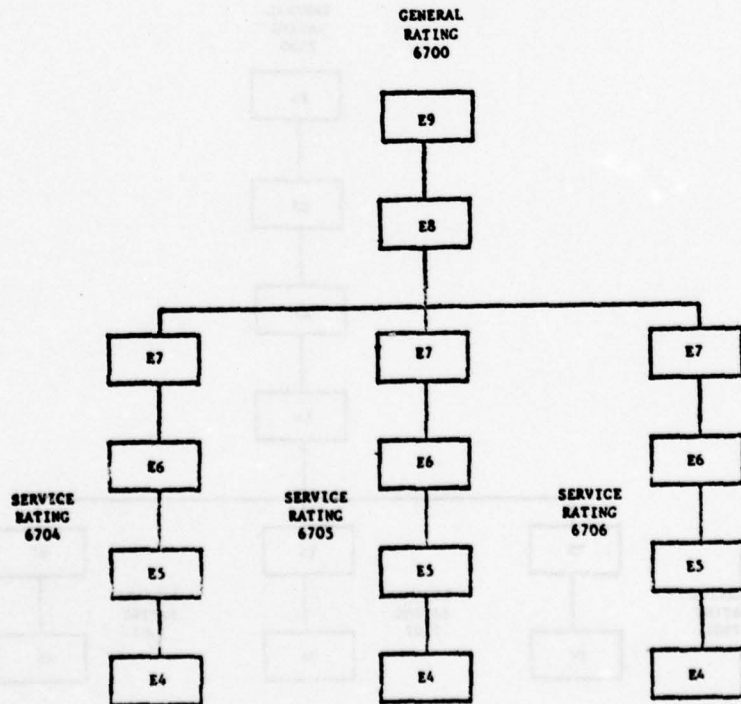 GENERAL
RATING
6700
E9
E8
E7
E7
E7
E6
E6
E6
SERVICE
RATING
6704
SERVICE
RATING
6705
SERVICE
RATING
6706
E5
E5
E5
E4
E4
E4